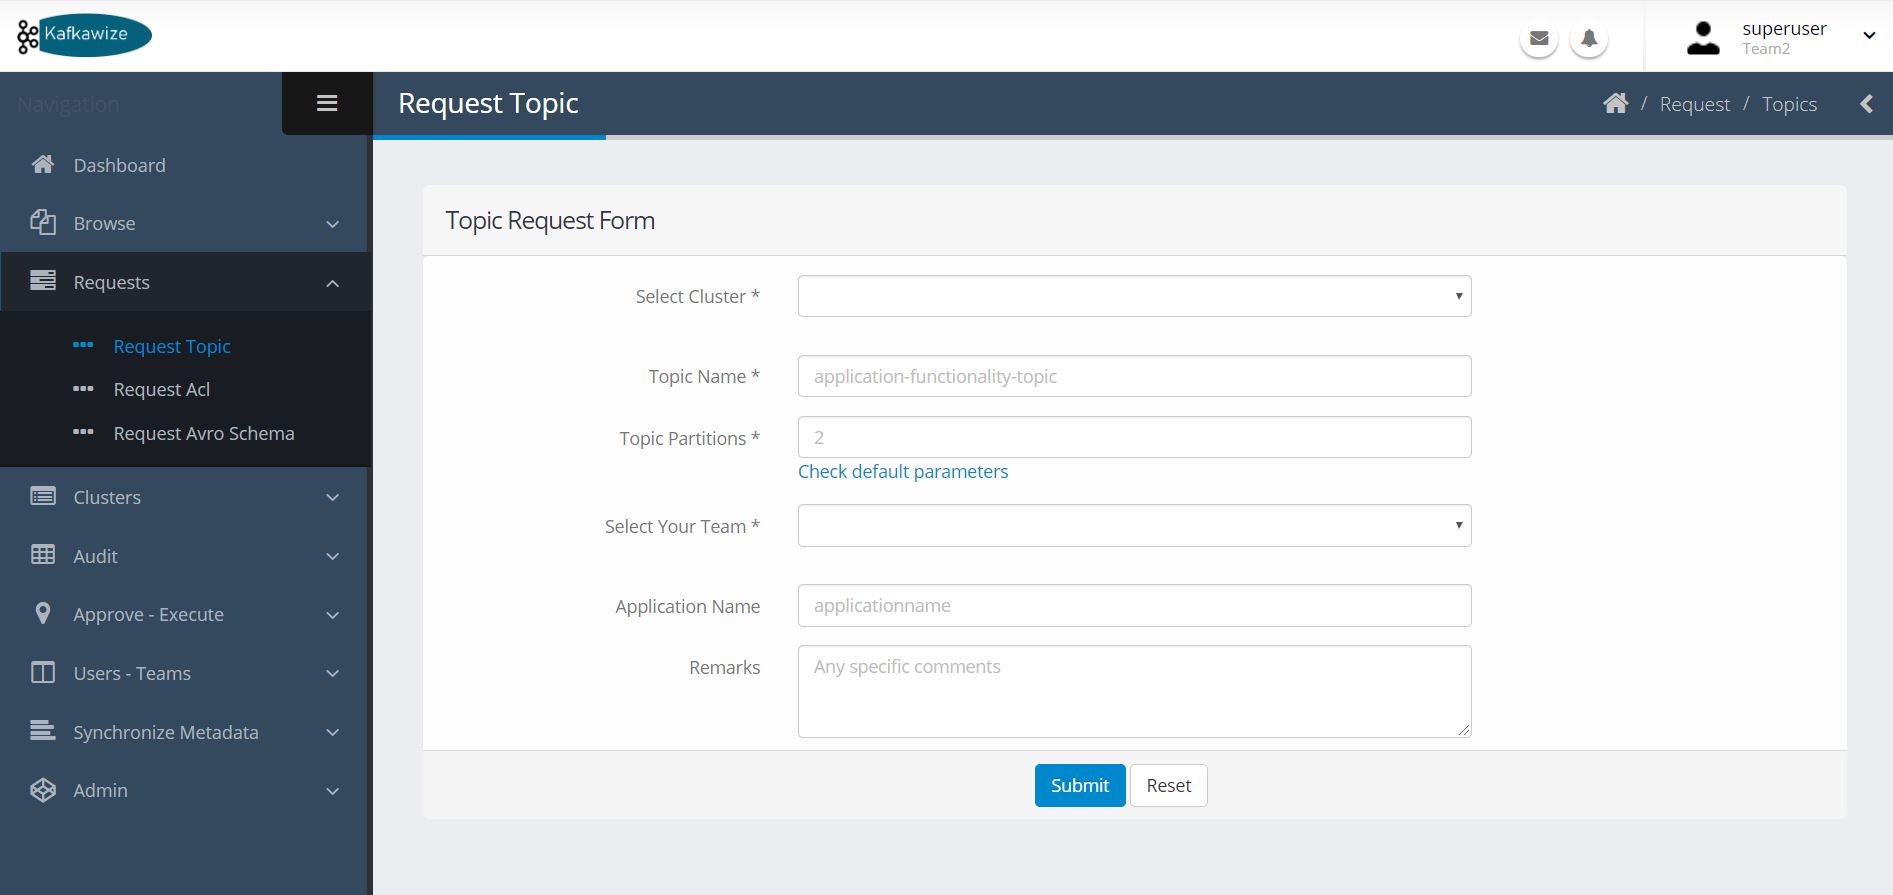 Kafkawize
superuser
Team2
Navigation
Request Topic
/ Request / Topics
Dashboard
Browse
Requests
Request Topic
Request Acl
Request Avro Schema
Clusters
Audit
Approve - Execute
Users - Teams
Synchronize Metadata
Admin
Topic Request Form
Select Cluster *
Topic Name * application-functionality-topic
Topic Partitions * 2
Check default parameters
Select Your Team *
Application Name applicationname
Remarks Any specific comments
Submit Reset